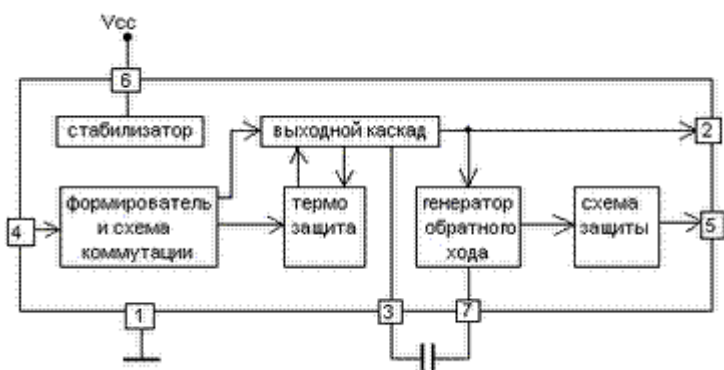 Vcc
6
стабилизатор
выходной каскад
2
4
формирователь
и схема
коммутации
термо
защита
генератор
обратного
хода
схема
защиты
5
1
3
7